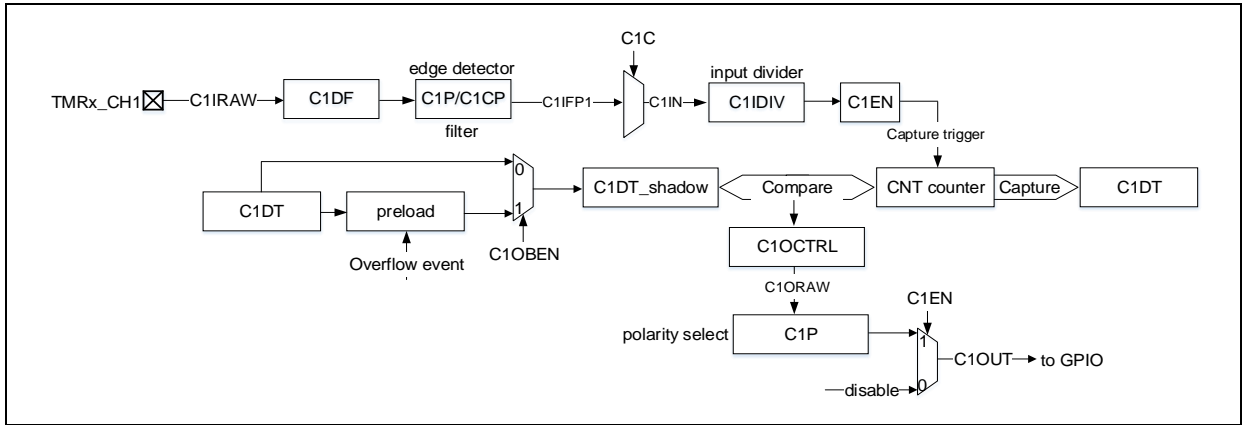 C1C
edge detector
input divider
TMRx_CH1
C1IRAW
C1DF
C1P/C1CP
C1IFP1
C1IN
C1IDIV
C1EN
filter
Capture trigger
0
C1DT
preload
1
C1DT_shadow
Compare
CNT counter
Capture
C1DT
C1OBEN
Overflow event
C1OCTRL
C1ORAW
C1EN
polarity select
C1P
1
C1OUT
to GPIO
disable
0